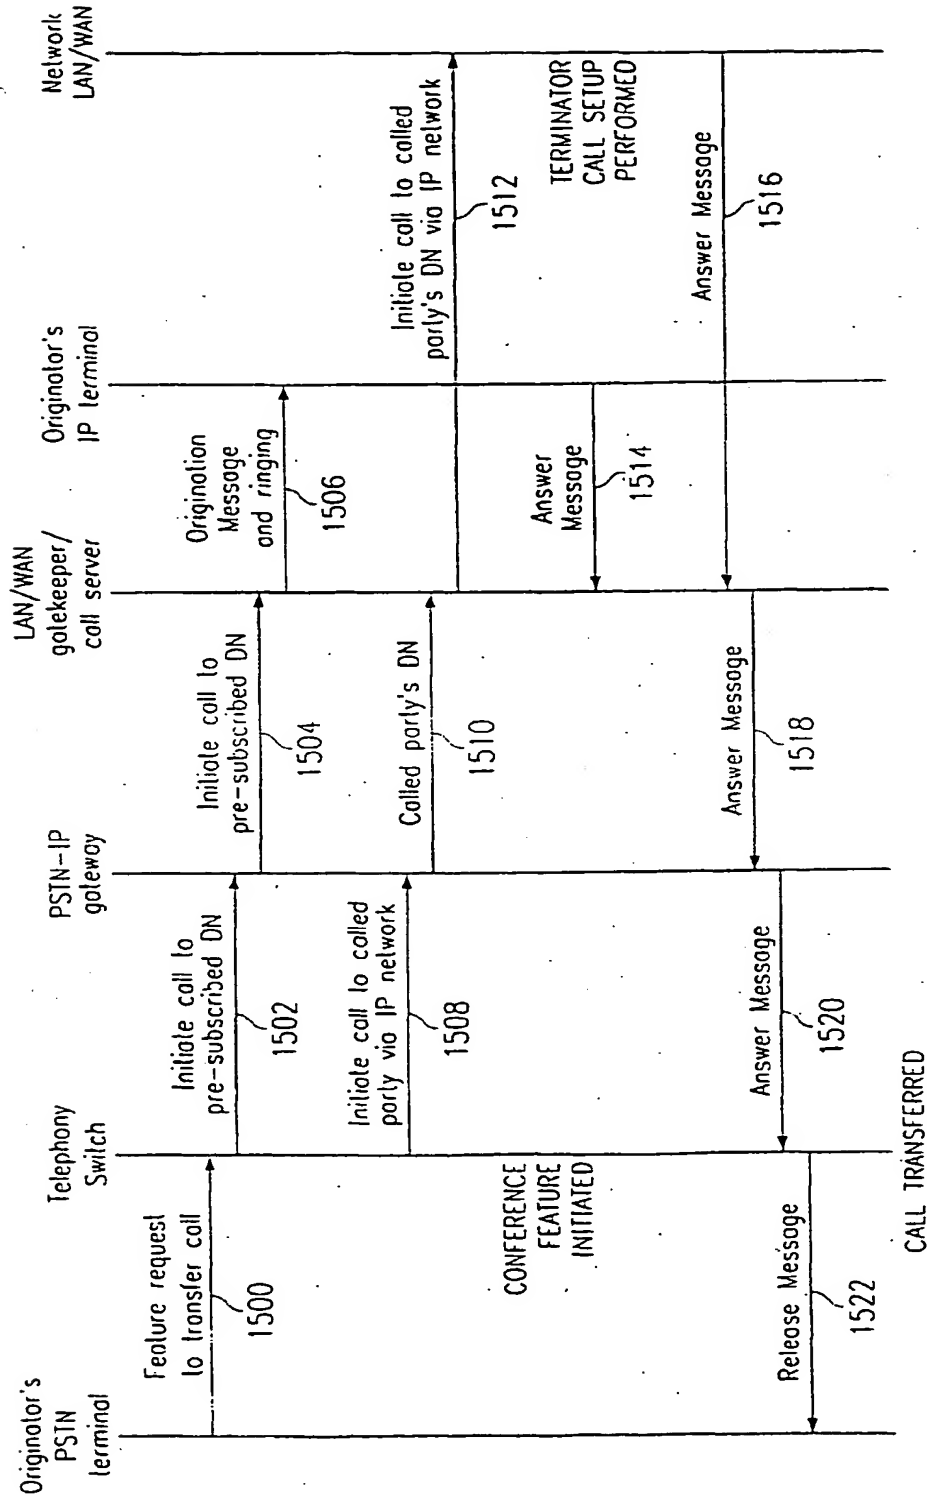 Originator's
PSTN
terminal
Telephony
Switch
PSTN-IP
gateway
LAN/WAN
gatekeeper/
call server
Originator's
IP terminal
Network
LAN/WAN
Feature request
to transfer call
1500
Initiate call to
pre-subscribed DN
1502
Initiate call to
pre-subscribed DN
1504
Origination
Message
and ringing
1506
Initiate call to called
party via IP network
1508
Called party's DN
1510
Initiate call to called
party's DN via IP network
1512
CONFERENCE
FEATURE
INITIATED
Answer
Message
1514
TERMINATOR
CALL SETUP
PERFORMED
Answer Message
1516
Answer Message
1518
Answer Message
1520
Release Message
1522
CALL TRANSFERRED